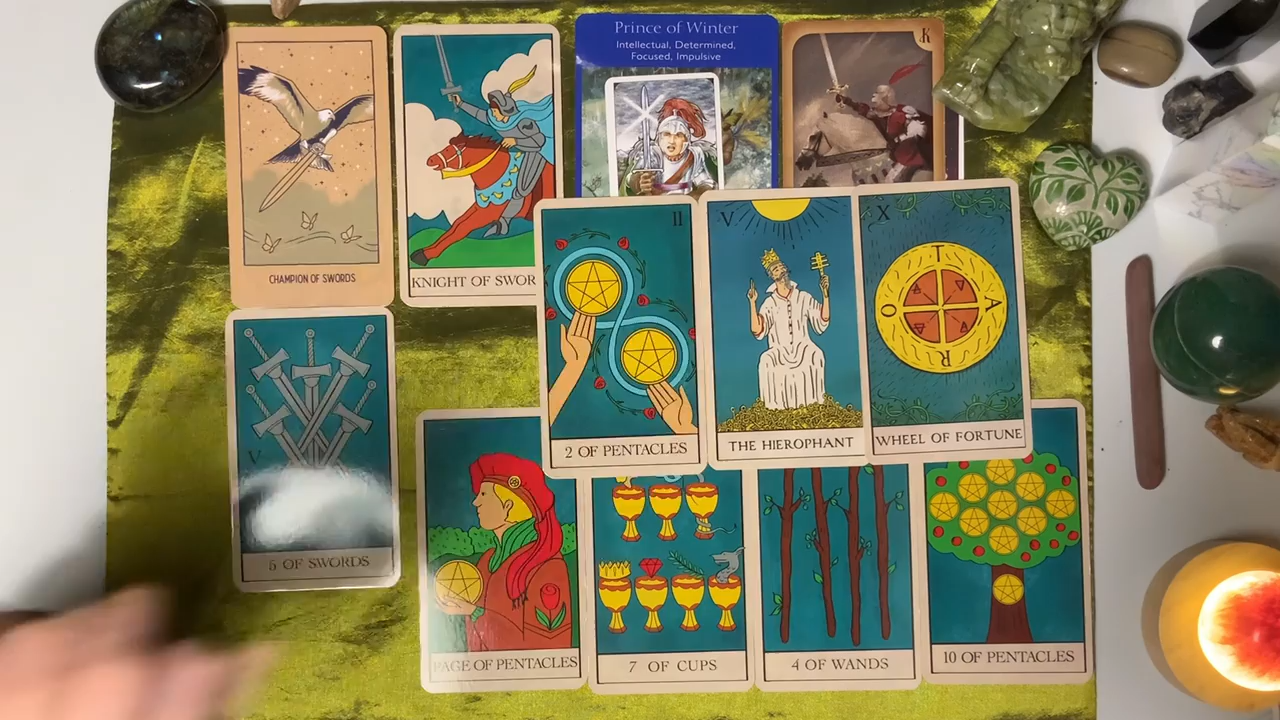 Prince of Winter
Intellectual, Determined,
Focused, Impulsive
K
CHAMPION OF SWORDS
KNIGHT OF SWOR
II
2 OF PENTACLES
V
THE HIEROPHANT
X
T
A
R
O
WHEEL OF FORTUNE
V
5 OF SWORDS
PAGE OF PENTACLES
7 OF CUPS
4 OF WANDS
10 OF PENTACLES